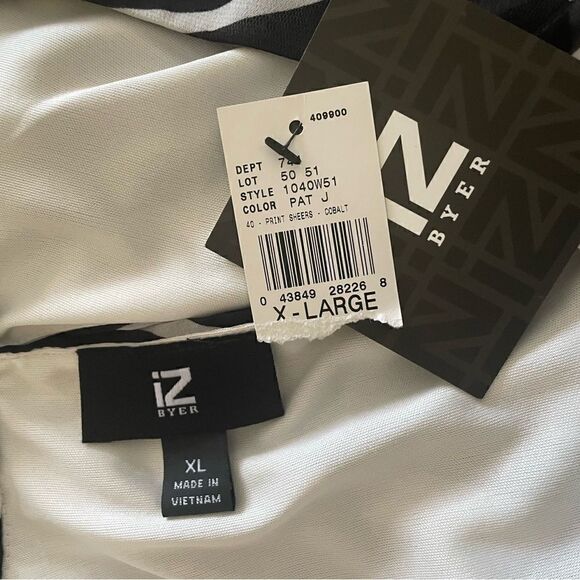 409900
DEPT 74
LOT 50 51
STYLE 1040W51
COLOR PAT J
40 - PRINT SHEERS - COBALT
0 43849 28226 8
X-LARGE
iZ
BYER
iZ
BYER
XL
MADE IN
VIETNAM